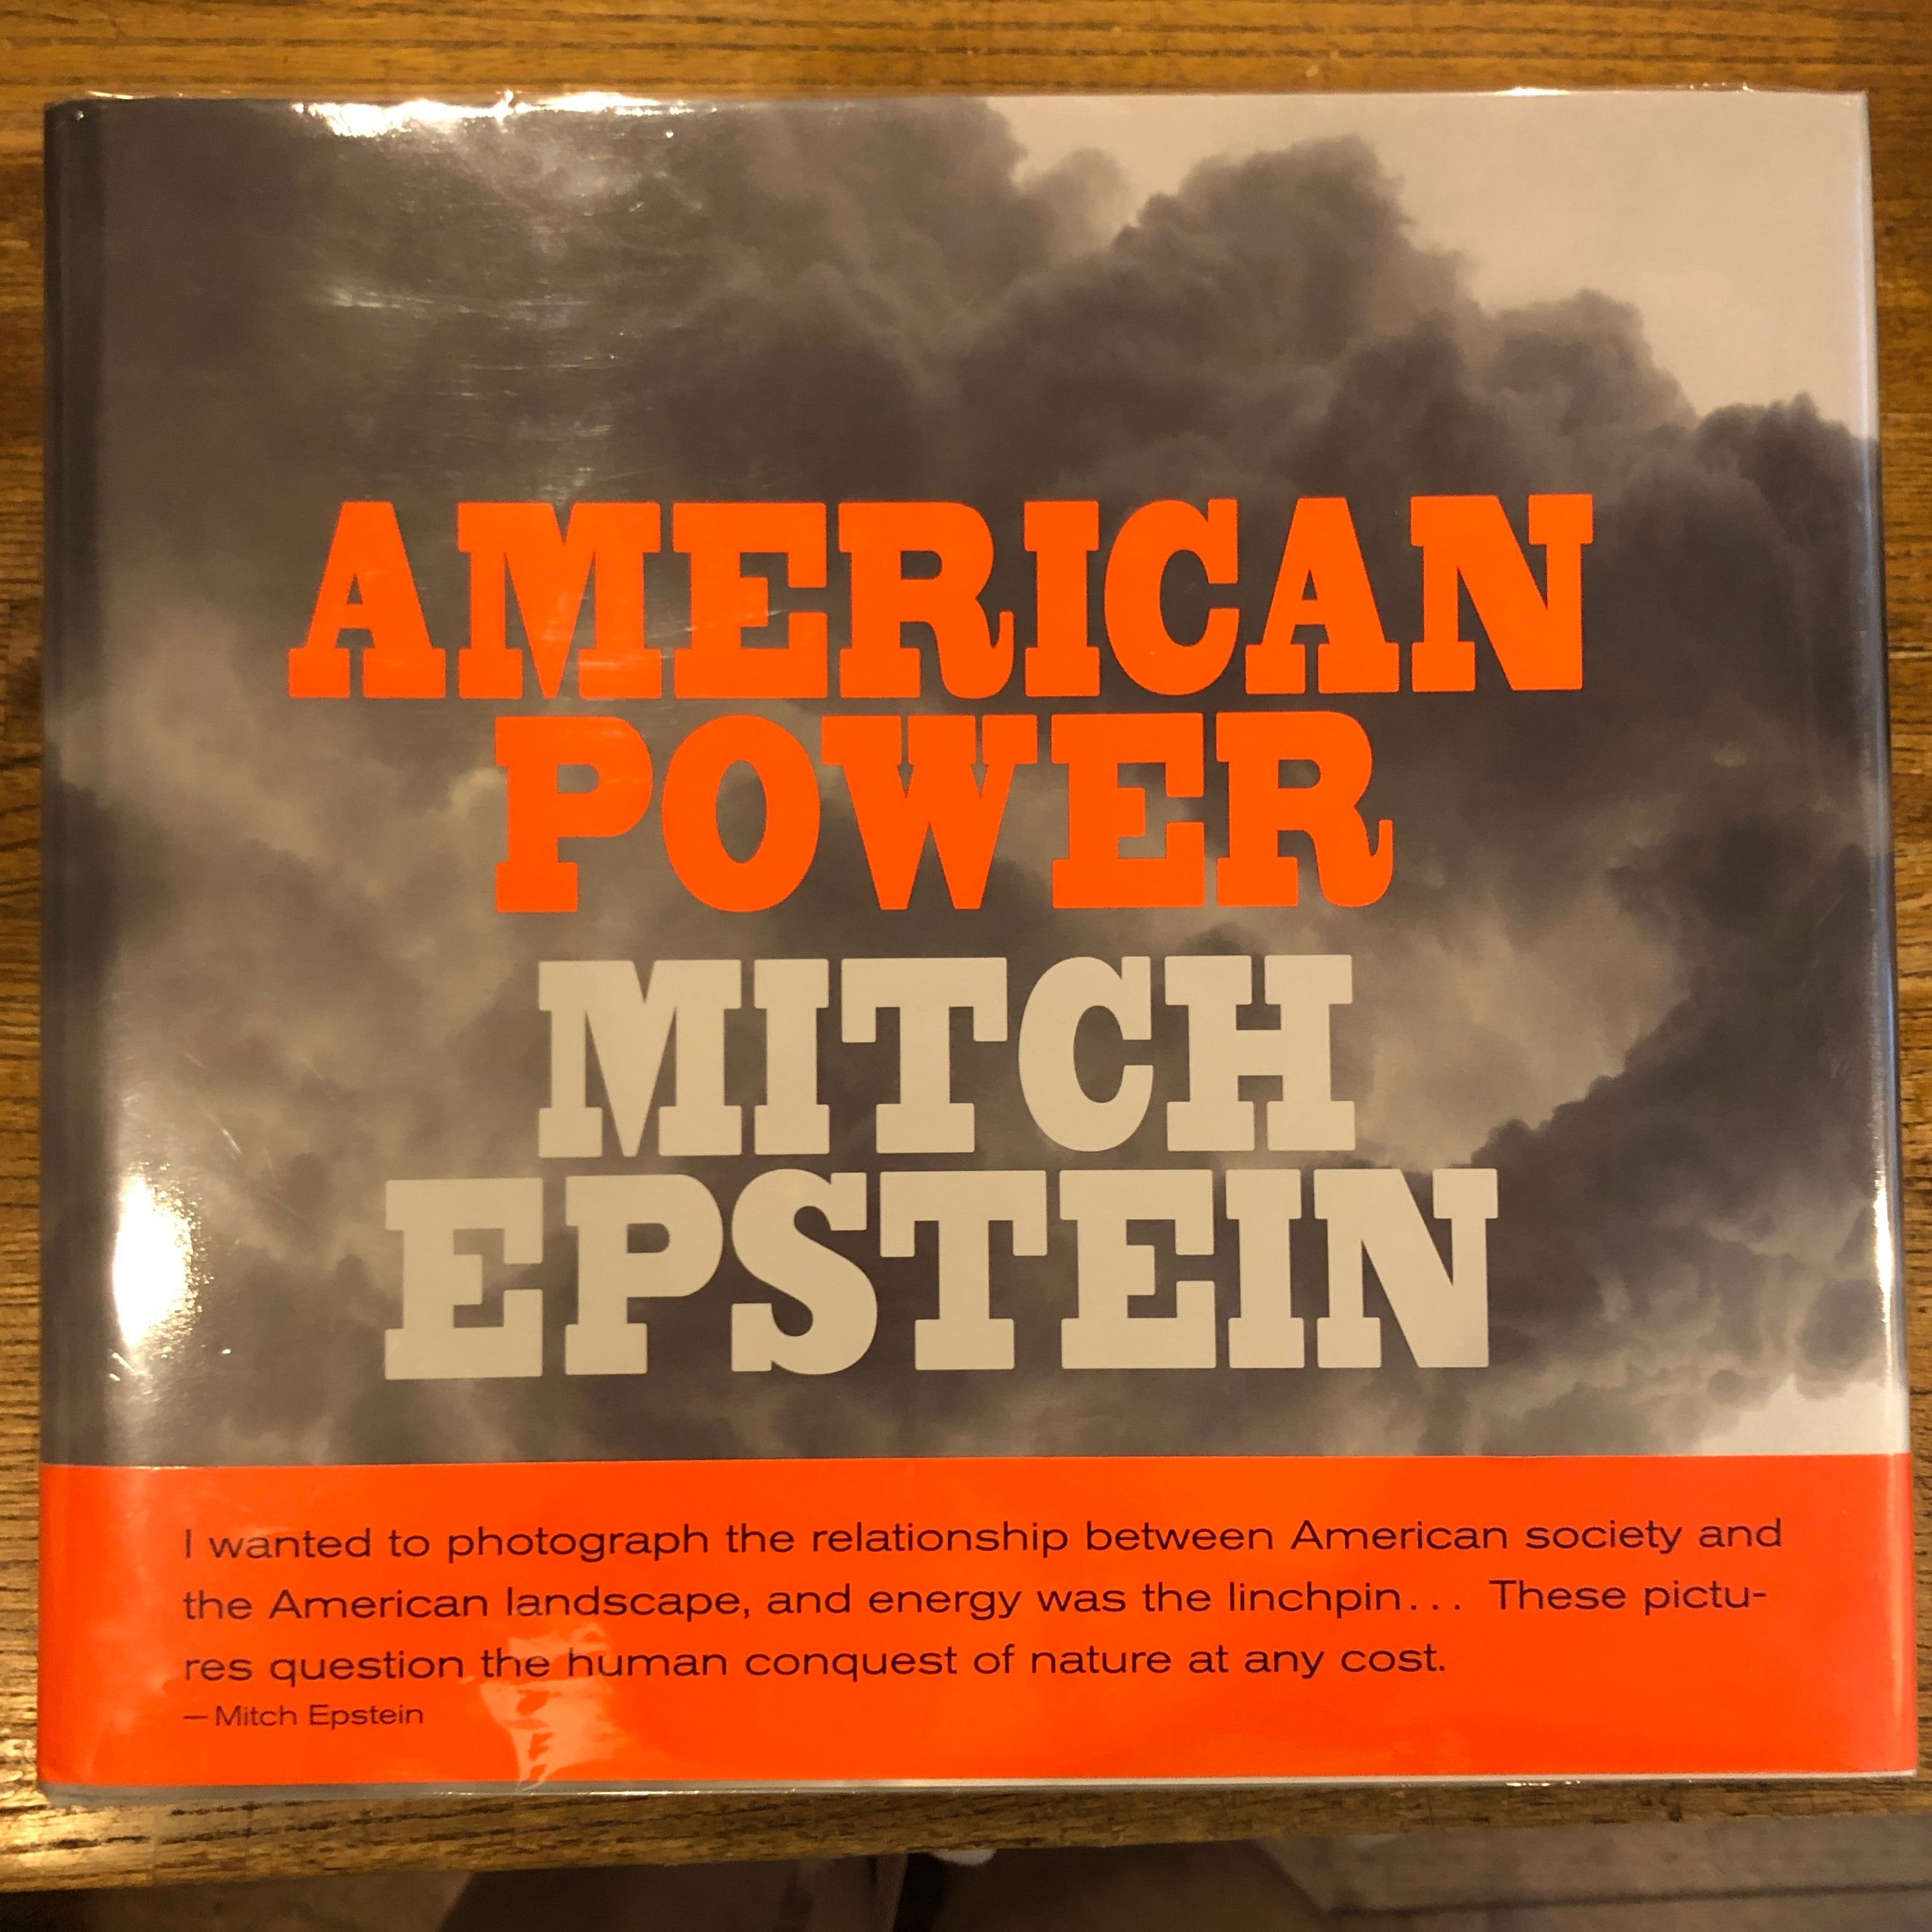 AMERICAN
POWER
MITCH
EPSTEIN
I wanted to photograph the relationship between American society and
the American landscape, and energy was the linchpin... These pictu-
res question the human conquest of nature at any cost.
— Mitch Epstein